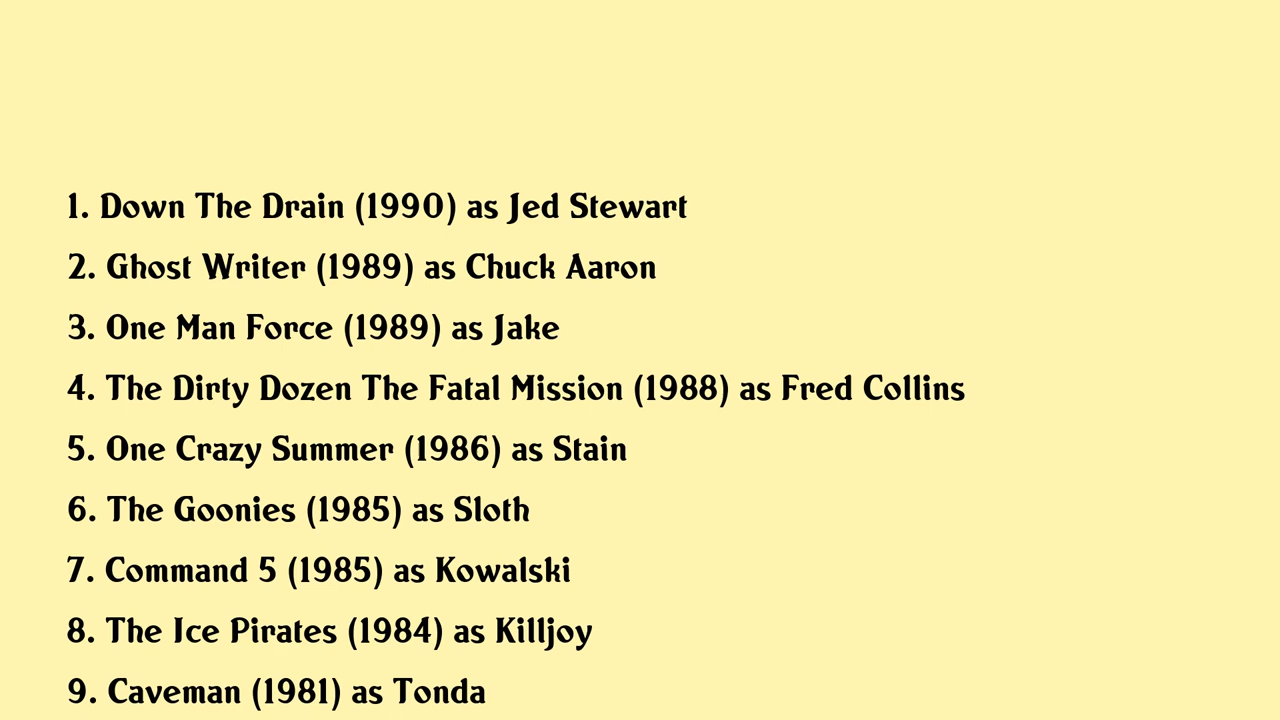 1. Down The Drain (1990) as Jed Stewart
2. Ghost Writer (1989) as Chuck Aaron
3. One Man Force (1989) as Jake
4. The Dirty Dozen The Fatal Mission (1988) as Fred Collins
5. One Crazy Summer (1986) as Stain
6. The Goonies (1985) as Sloth
7. Command 5 (1985) as Kowalski
8. The Ice Pirates (1984) as Killjoy
9. Caveman (1981) as Tonda